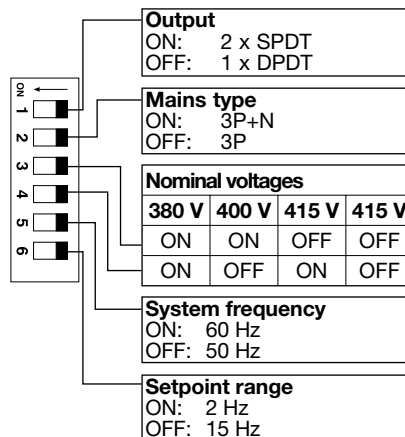 Output
ON: 2 x SPDT
OFF: 1 x DPDT
ON
1
2
3
4
5
6
Mains type
ON: 3P+N
OFF: 3P
Nominal voltages
380 V 400 V 415 V 415 V
ON ON OFF OFF
ON OFF ON OFF
System frequency
ON: 60 Hz
OFF: 50 Hz
Setpoint range
ON: 2 Hz
OFF: 15 Hz